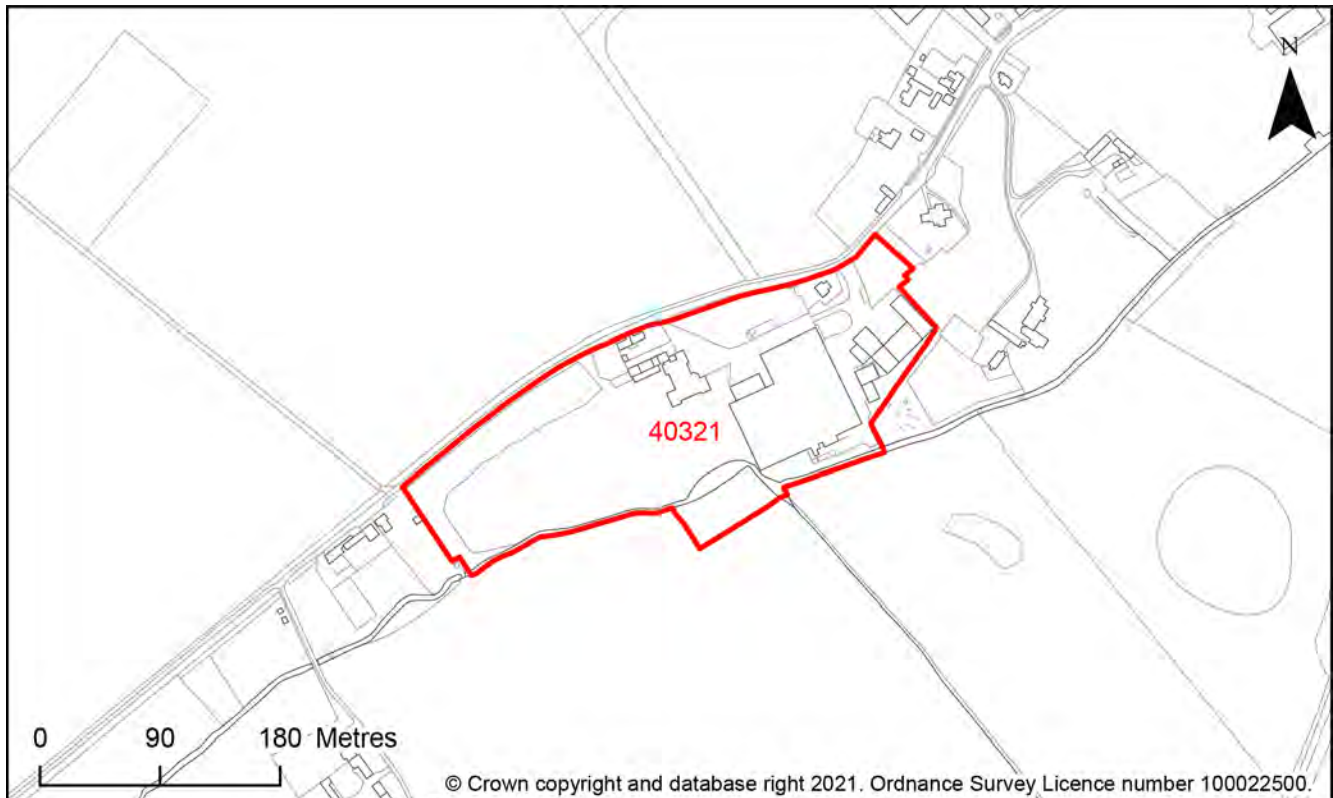 N
40321
0 90 180 Metres
© Crown copyright and database right 2021. Ordnance Survey Licence number 100022500.